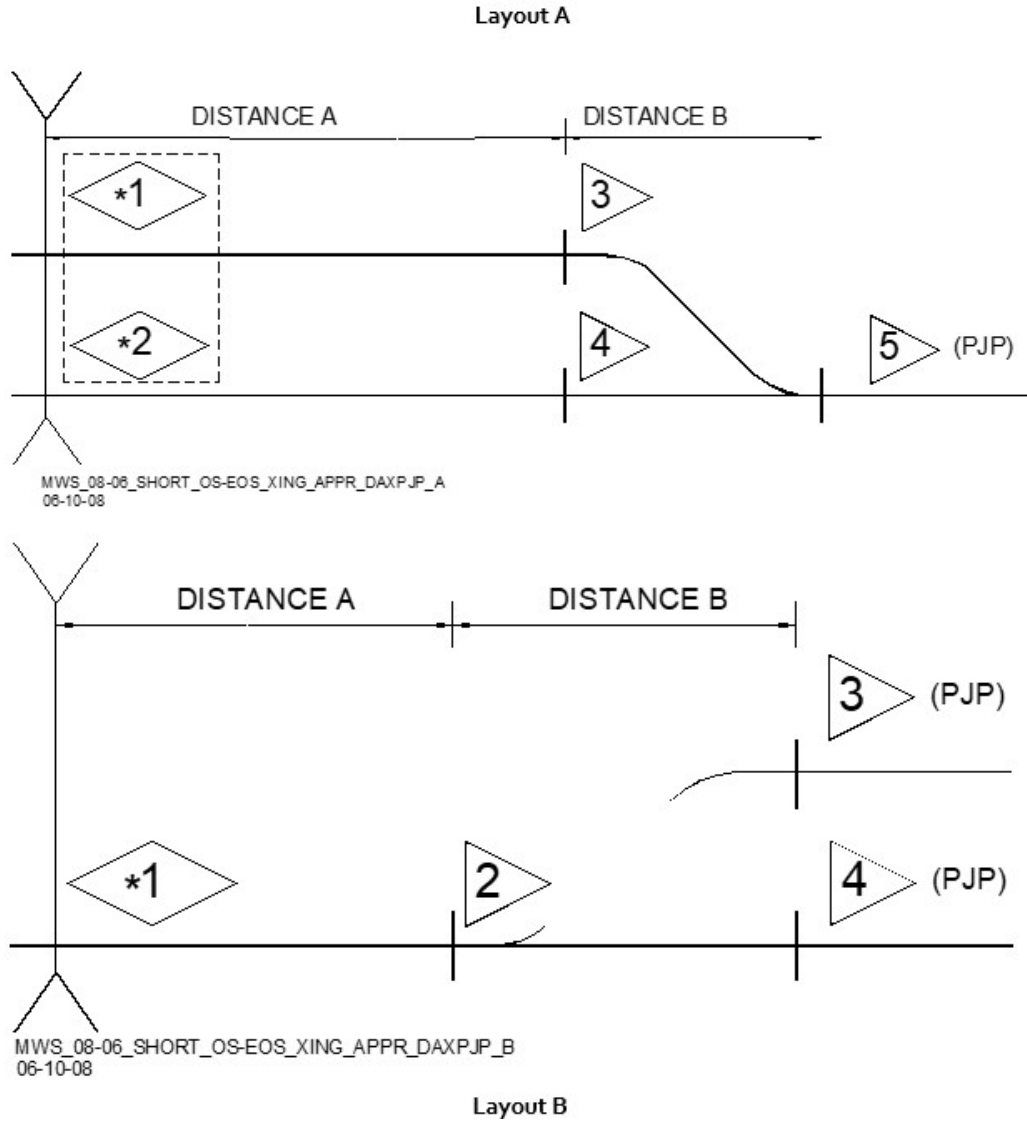 Layout A
DISTANCE A DISTANCE B
*1 3
*2 4 5 (PJP)
MWS_08-06_SHORT_OS-EOS_XING_APPR_DAXPJP_A
06-10-08
DISTANCE A DISTANCE B
3 (PJP)
*1 2 4 (PJP)
MWS_08-06_SHORT_OS-EOS_XING_APPR_DAXPJP_B
06-10-08
Layout B